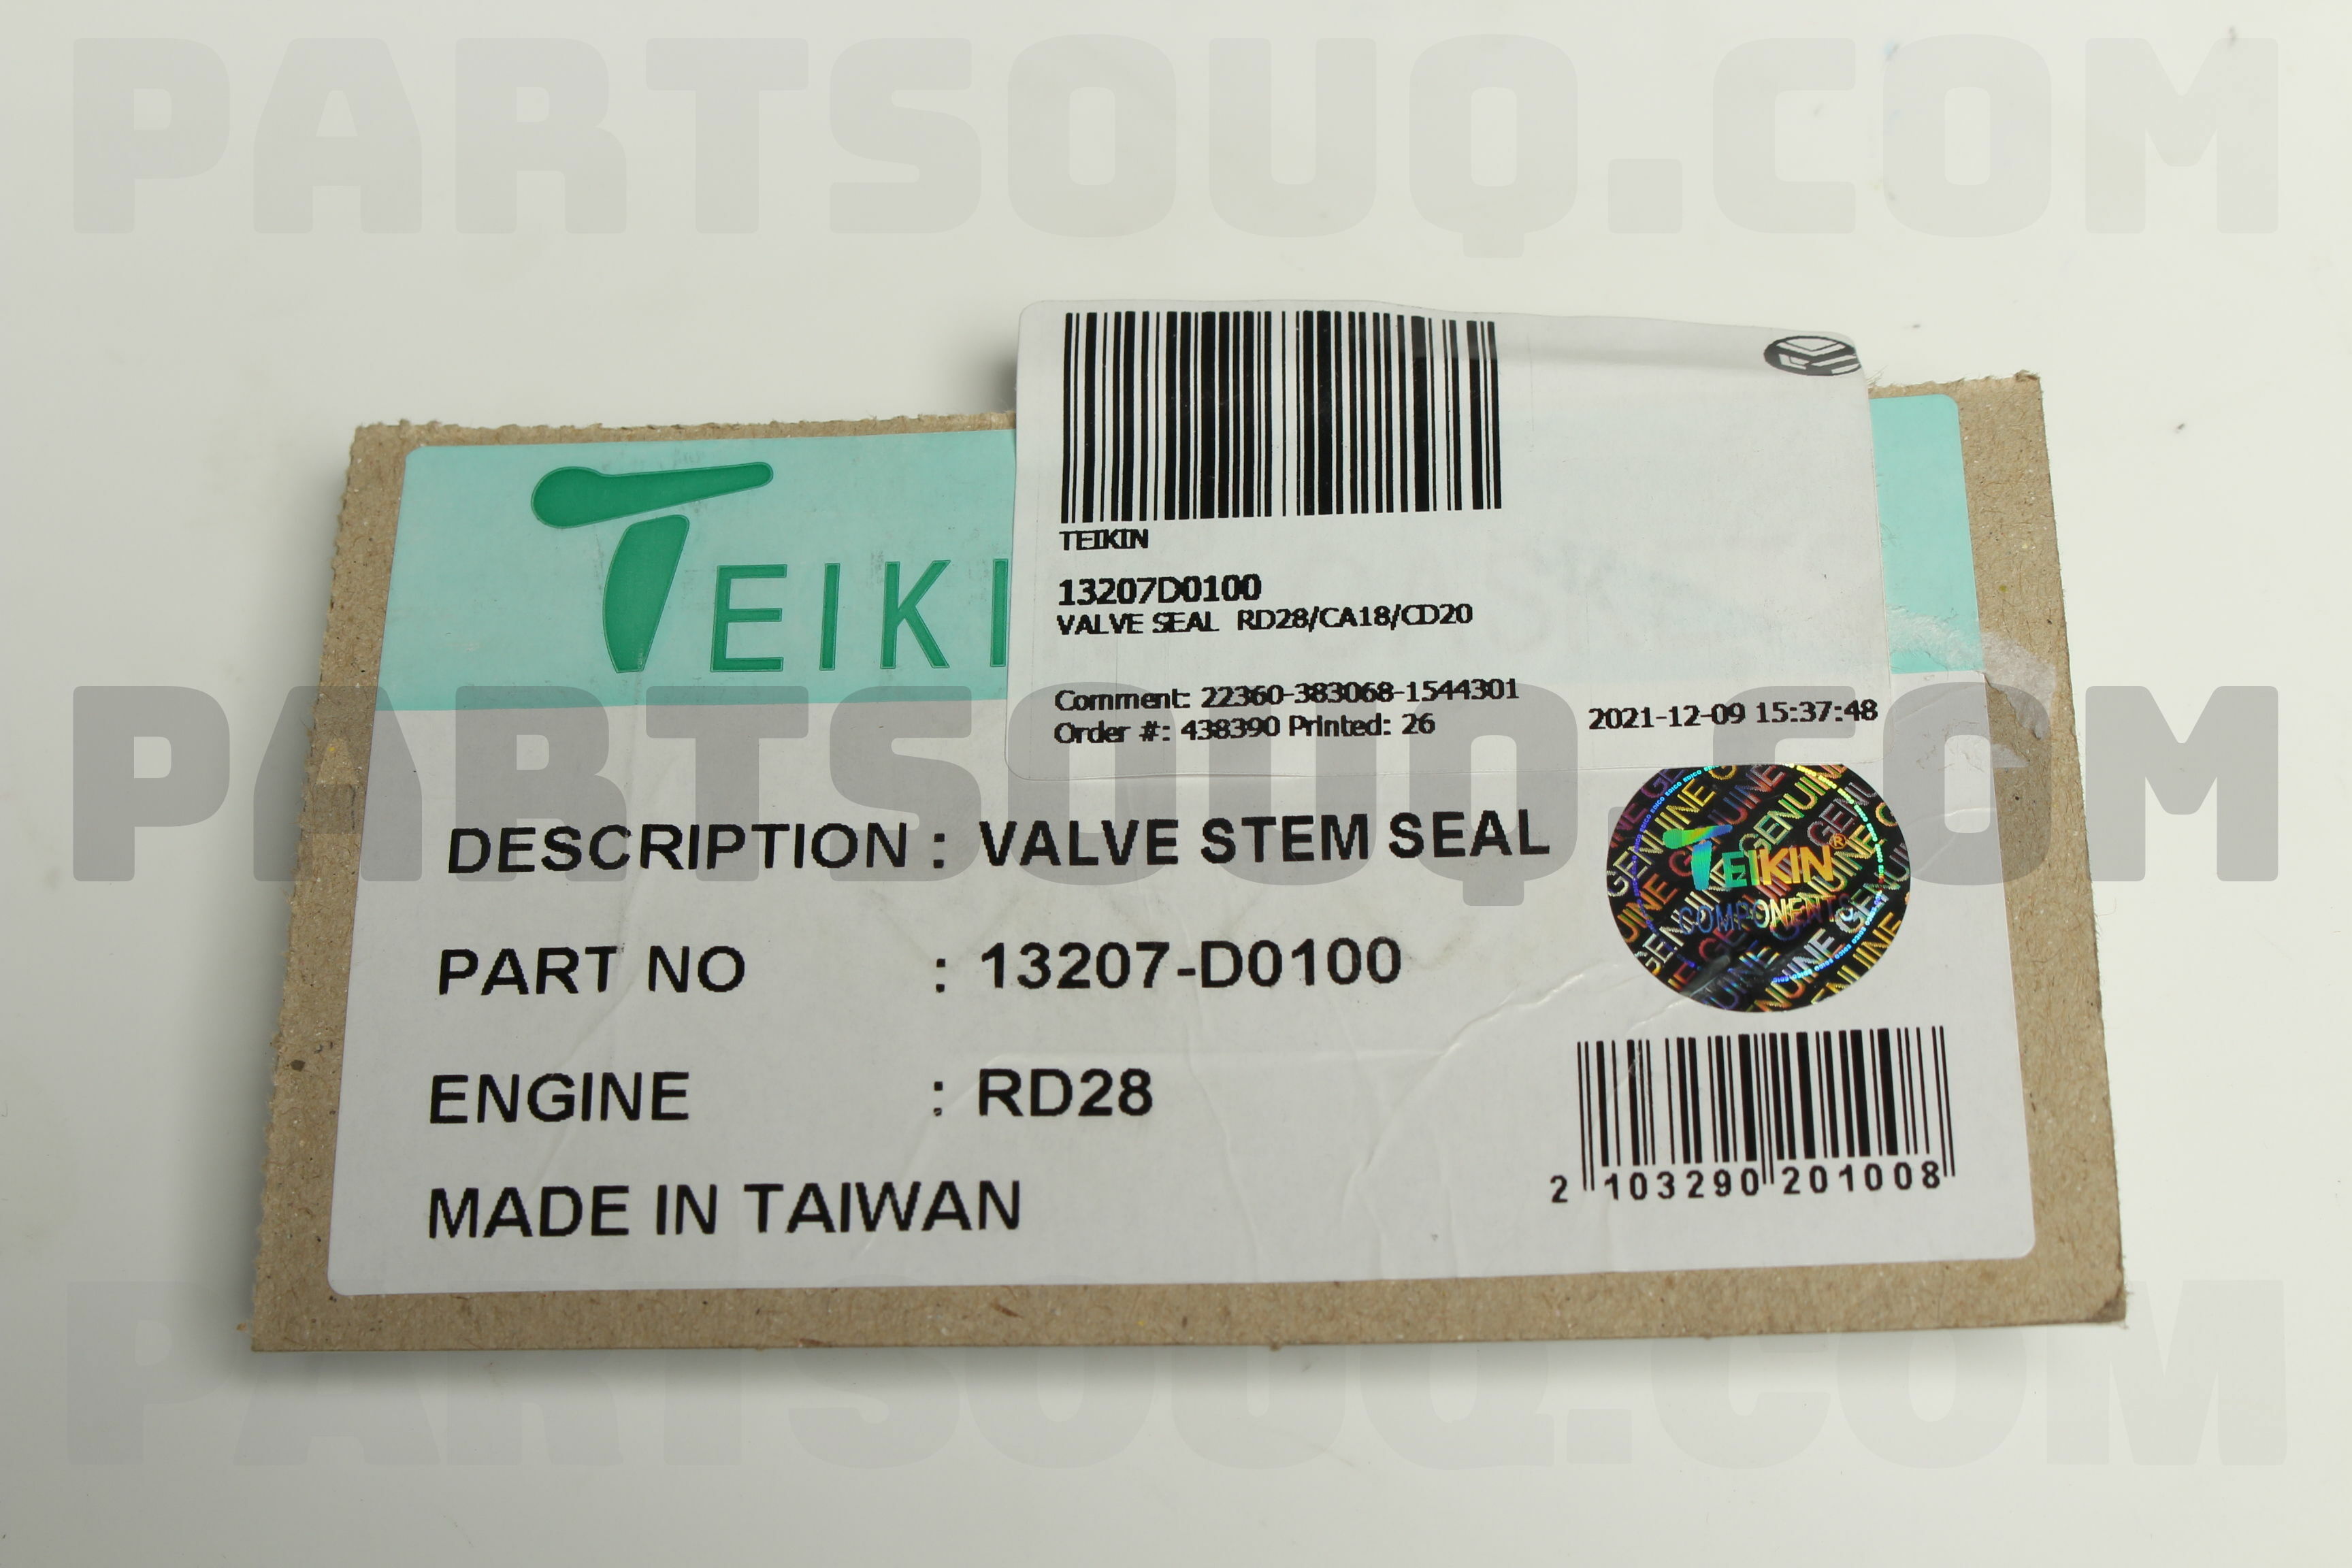 PARTSOUQ.COM
TEIKIN
13207D0100
VALVE SEAL RD28/CA18/CD20
Comment: 22360-383068-1544301
Order #: 438390 Printed: 26
2021-12-09 15:37:48
TEIKI
PARTSOUQ.COM
DESCRIPTION : VALVE STEM SEAL
PART NO : 13207-D0100
ENGINE : RD28
MADE IN TAIWAN
TEIKIN®
COMPONENTS
GENUINE GENUINE GENUINE
2 103290 201008
PARTSOUQ.COM